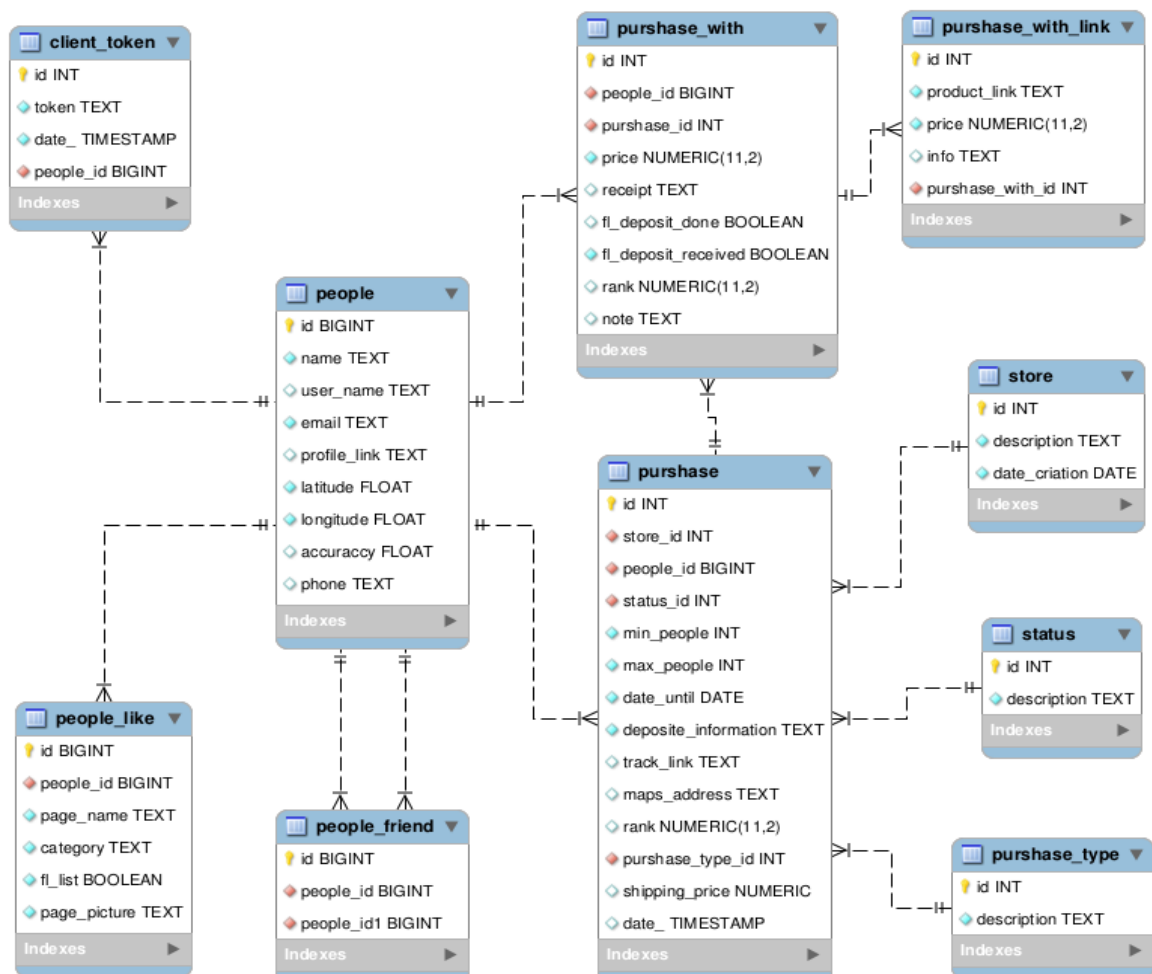 client_token
id INT
token TEXT
date_ TIMESTAMP
people_id BIGINT
Indexes
purshase_with
id INT
people_id BIGINT
purshase_id INT
price NUMERIC(11,2)
receipt TEXT
fl_deposit_done BOOLEAN
fl_deposit_received BOOLEAN
rank NUMERIC(11,2)
note TEXT
Indexes
purshase_with_link
id INT
product_link TEXT
price NUMERIC(11,2)
info TEXT
purshase_with_id INT
Indexes
people
id BIGINT
name TEXT
user_name TEXT
email TEXT
profile_link TEXT
latitude FLOAT
longitude FLOAT
accuraccy FLOAT
phone TEXT
Indexes
store
id INT
description TEXT
date_criation DATE
Indexes
purshase
id INT
store_id INT
people_id BIGINT
status_id INT
min_people INT
max_people INT
date_until DATE
deposite_information TEXT
track_link TEXT
maps_address TEXT
rank NUMERIC(11,2)
purshase_type_id INT
shipping_price NUMERIC
date_ TIMESTAMP
Indexes
status
id INT
description TEXT
Indexes
people_like
id BIGINT
people_id BIGINT
page_name TEXT
category TEXT
fl_list BOOLEAN
page_picture TEXT
Indexes
people_friend
id BIGINT
people_id BIGINT
people_id1 BIGINT
Indexes
purshase_type
id INT
description TEXT
Indexes